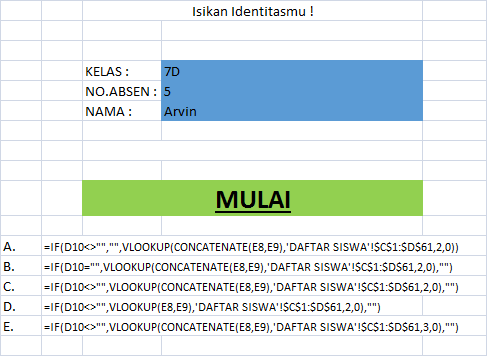 Isikan Identitasmu !
KELAS : 7D
NO.ABSEN : 5
NAMA : Arvin
MULAI
A. =IF(D10<>"","",VLOOKUP(CONCATENATE(E8,E9),'DAFTAR SISWA'!$C$1:$D$61,2,0))
B. =IF(D10="",VLOOKUP(CONCATENATE(E8,E9),'DAFTAR SISWA'!$C$1:$D$61,2,0),"")
C. =IF(D10<>"",VLOOKUP(CONCATENATE(E8,E9),'DAFTAR SISWA'!$C$1:$D$61,2,0),"")
D. =IF(D10<>"",VLOOKUP(E8,E9),'DAFTAR SISWA'!$C$1:$D$61,2,0),"")
E. =IF(D10<>"",VLOOKUP(CONCATENATE(E8,E9),'DAFTAR SISWA'!$C$1:$D$61,3,0),"")